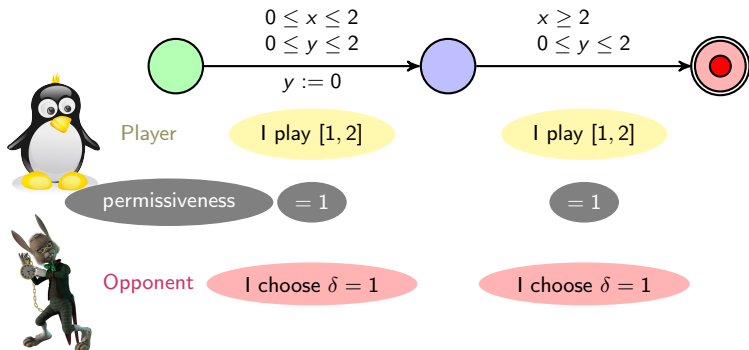 0 ≤ x ≤ 2
0 ≤ y ≤ 2
y := 0
x ≥ 2
0 ≤ y ≤ 2
Player
I play [1, 2]
I play [1, 2]
permissiveness
= 1
= 1
Opponent
I choose δ = 1
I choose δ = 1